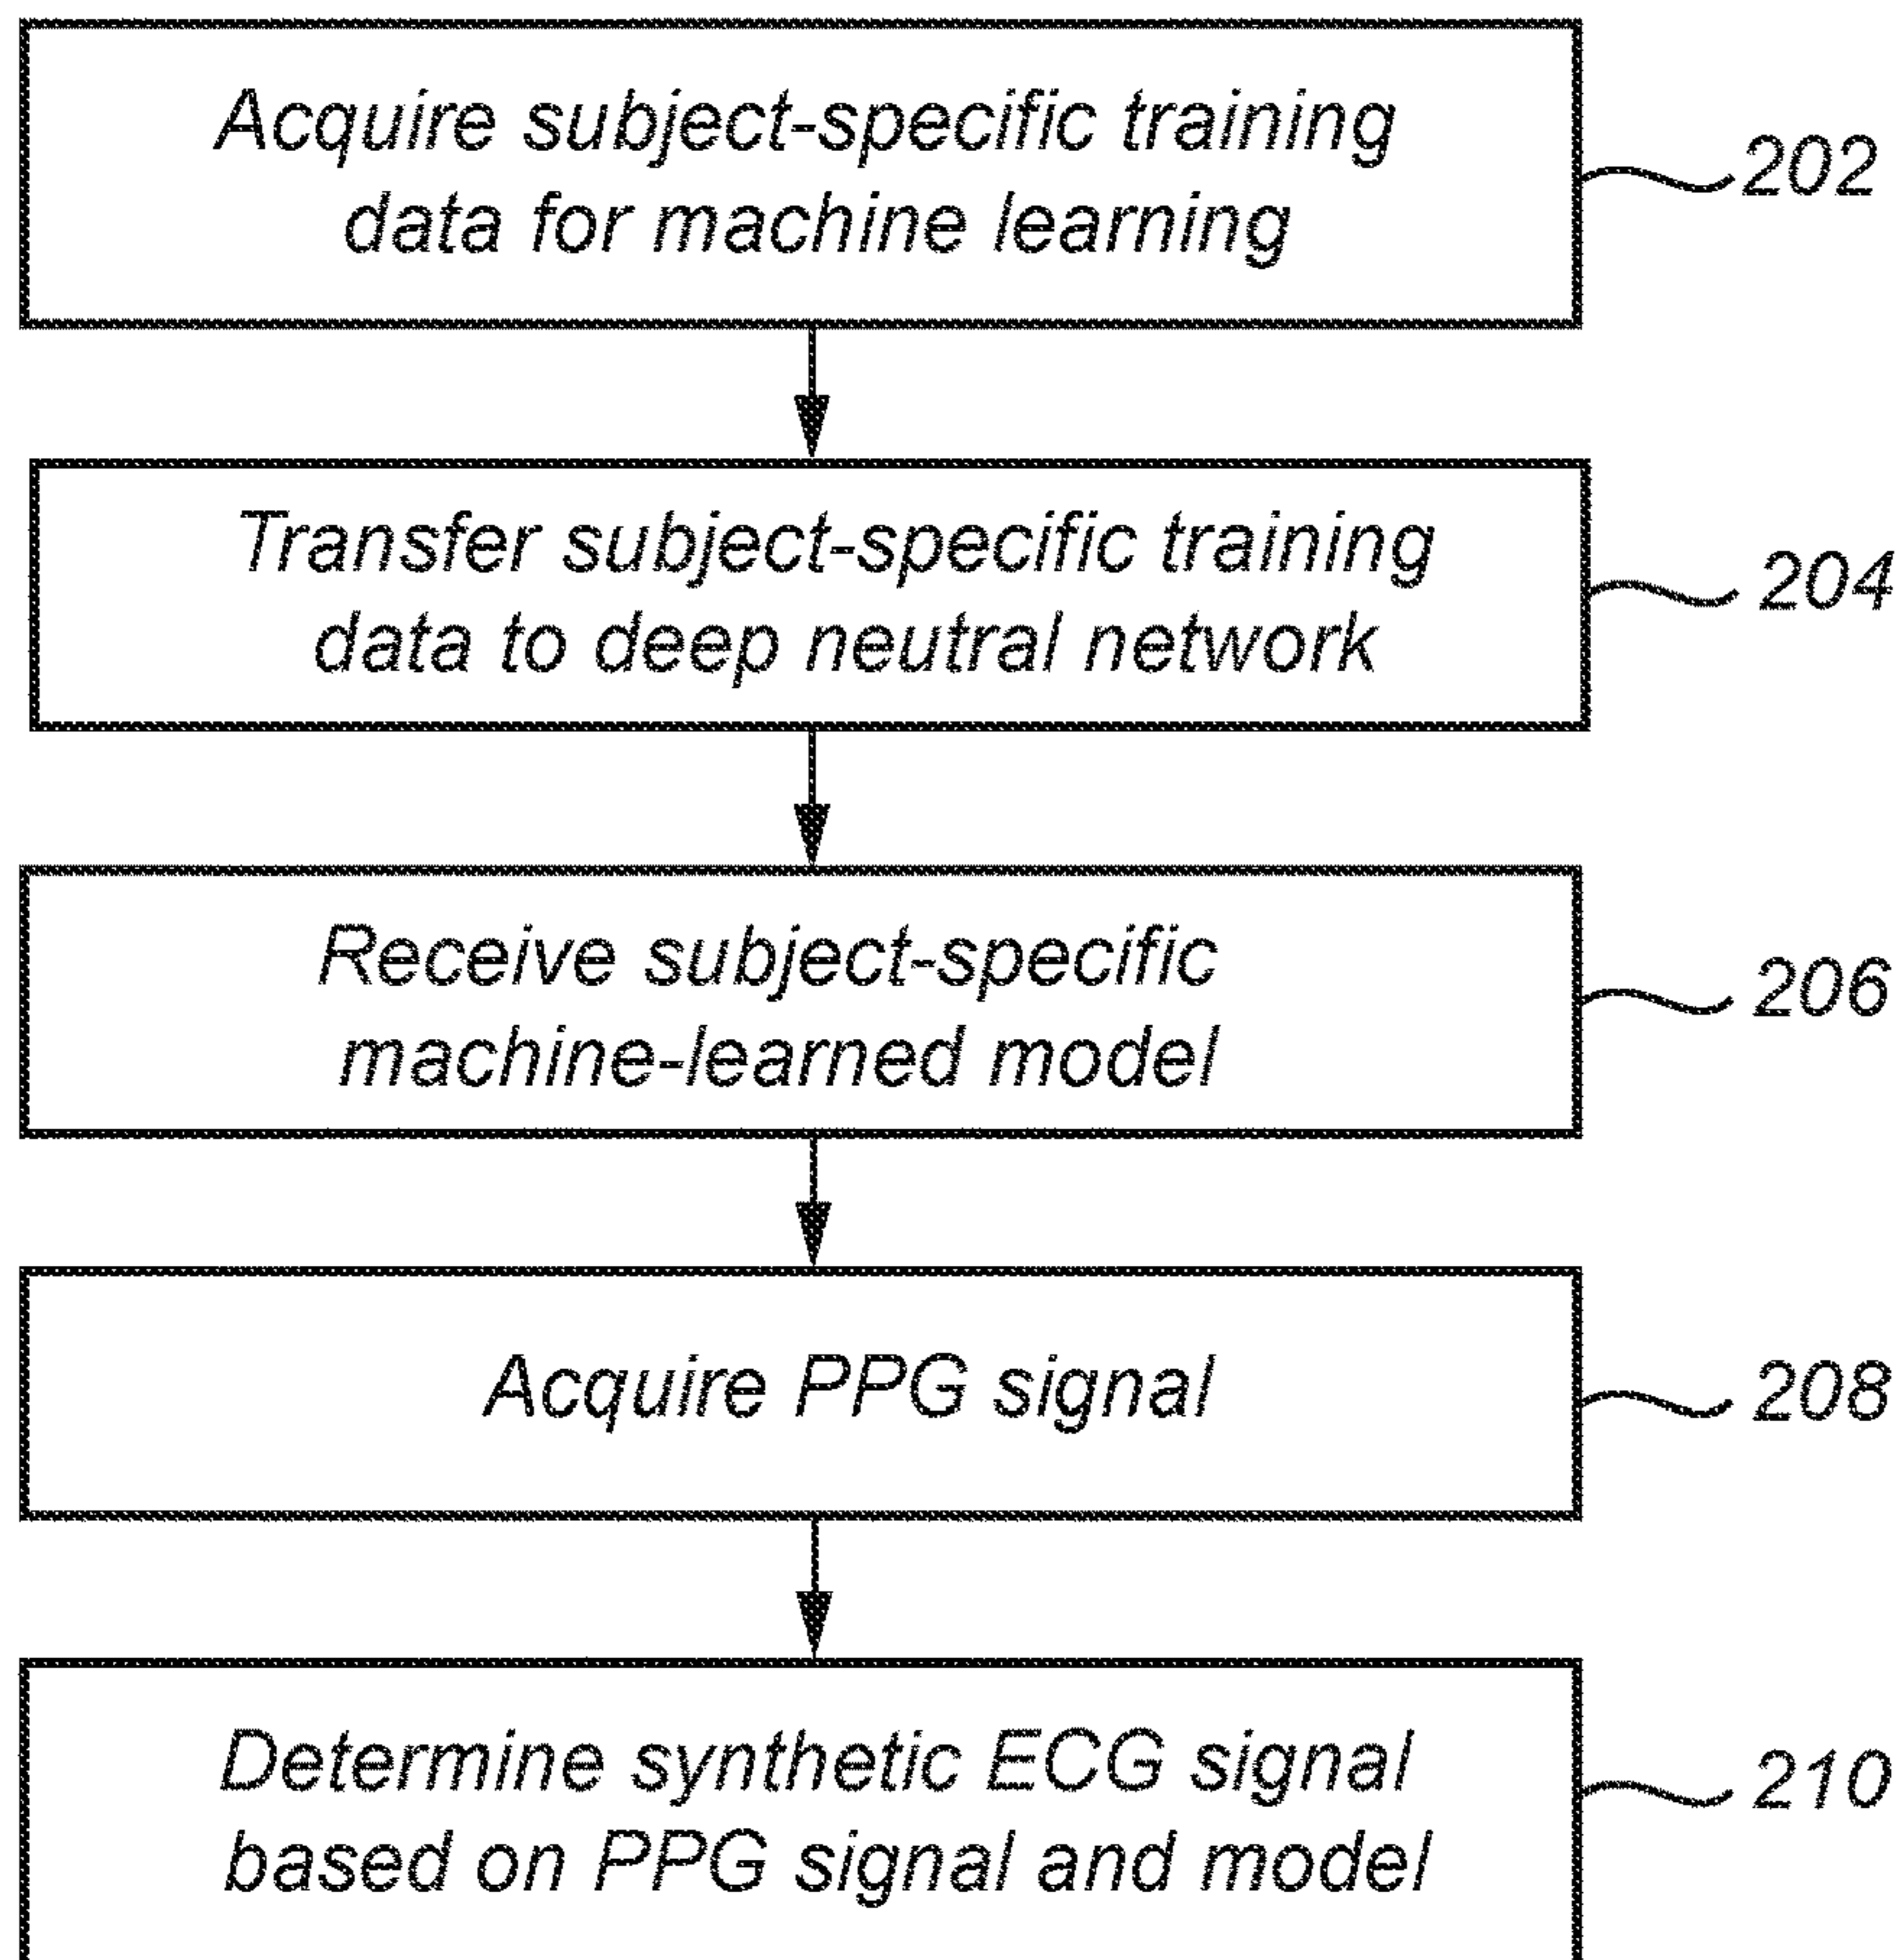 Acquire subject-specific training
data for machine learning
202
Transfer subject-specific training
data to deep neutral network
204
Receive subject-specific
machine-learned model
206
Acquire PPG signal
208
Determine synthetic ECG signal
based on PPG signal and model
210